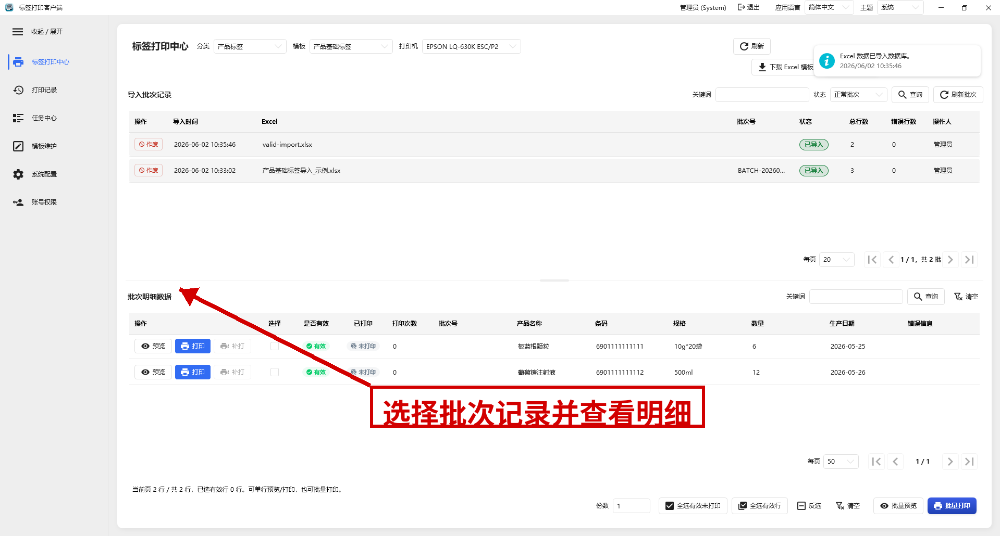 标签打印客户端
管理员 (System)
退出
应用语言
简体中文
主题
系统
收起 / 展开
标签打印中心
打印记录
任务中心
模板维护
系统配置
账号权限
标签打印中心
分类
产品标签
模板
产品基础标签
打印机
EPSON LQ-630K ESC/P2
刷新
下载 Excel 模板
Excel 数据已导入数据库。
2026/06/02 10:35:46
导入批次记录
关键词
状态
正常批次
查询
刷新批次
操作 导入时间 Excel 批次号 状态 总行数 错误行数 操作人
作废 2026-06-02 10:35:46 valid-import.xlsx 已导入 2 0 管理员
作废 2026-06-02 10:33:02 产品基础标签导入_示例.xlsx BATCH-20260... 已导入 3 0 管理员
每页 20 1 / 1, 共 2 批
批次明细数据
关键词
查询
清空
操作 选择 是否有效 已打印 打印次数 批次号 产品名称 条码 规格 数量 生产日期 错误信息
预览 打印 补打 有效 未打印 0 板蓝根颗粒 6901111111111 10g*20袋 6 2026-05-25
预览 打印 补打 有效 未打印 0 葡萄糖注射液 6901111111112 500ml 12 2026-05-26
选择批次记录并查看明细
每页 50 1 / 1
当前页 2 行 / 共 2 行，已选有效行 0 行。可单行预览/打印，也可批量打印。
份数 1 全选有效未打印 全选有效行 反选 清空 批量预览 批量打印